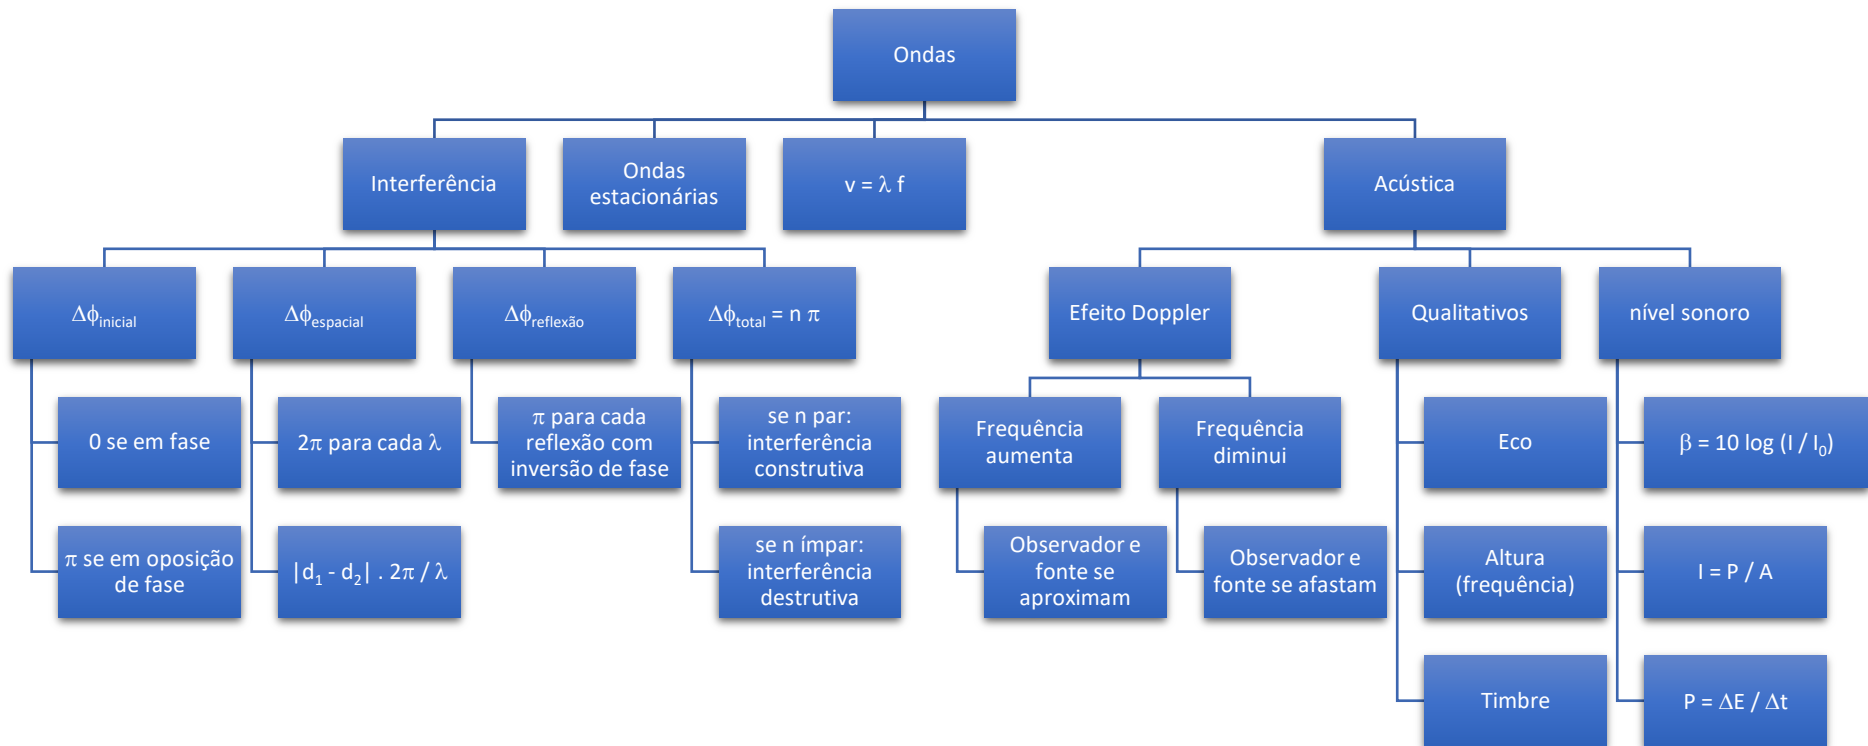 Ondas
Interferência
Ondas
estacionárias
v = λ f
Acústica
Δϕinicial
Δϕespacial
Δϕreflexão
Δϕtotal = n π
Efeito Doppler
Qualitativos
nível sonoro
0 se em fase
2π para cada λ
π para cada
reflexão com
inversão de fase
se n par:
interferência
construtiva
Frequência
aumenta
Frequência
diminui
Eco
β = 10 log (I / I0)
π se em oposição
de fase
|d1 - d2| . 2π / λ
se n ímpar:
interferência
destrutiva
Observador e
fonte se
aproximam
Observador e
fonte se afastam
Altura
(frequência)
I = P / A
Timbre
P = ΔE / Δt